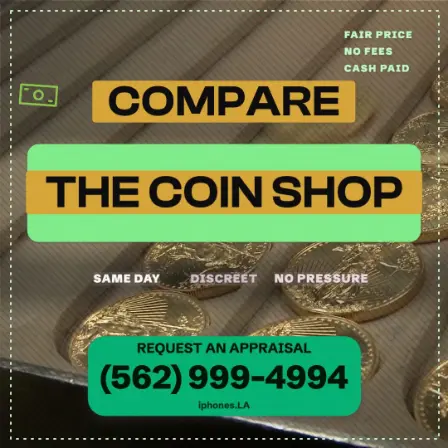 FAIR PRICE
NO FEES
CASH PAID
COMPARE
THE COIN SHOP
SAME DAY DISCREET NO PRESSURE
REQUEST AN APPRAISAL
(562) 999-4994
iphones.LA